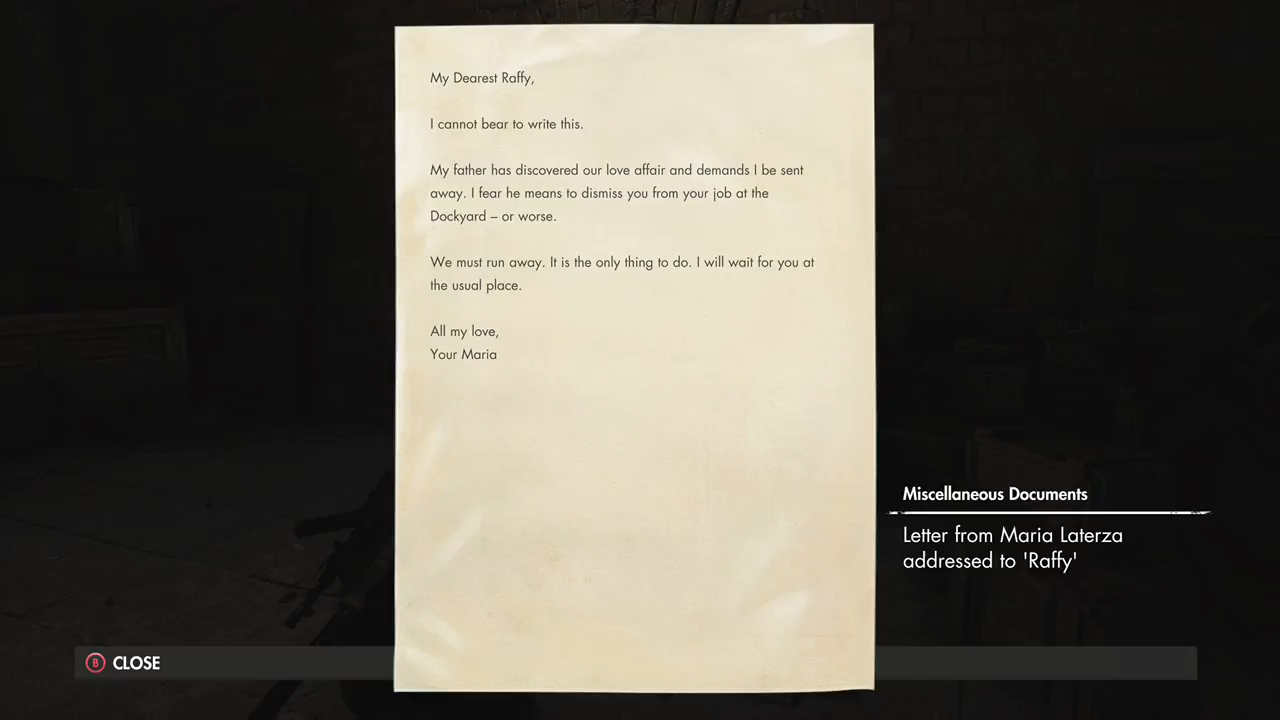 My Dearest Raffy,
I cannot bear to write this.
My father has discovered our love affair and demands I be sent
away. I fear he means to dismiss you from your job at the
Dockyard – or worse.
We must run away. It is the only thing to do. I will wait for you at
the usual place.
All my love,
Your Maria
Miscellaneous Documents
Letter from Maria Laterza
addressed to 'Raffy'
B CLOSE